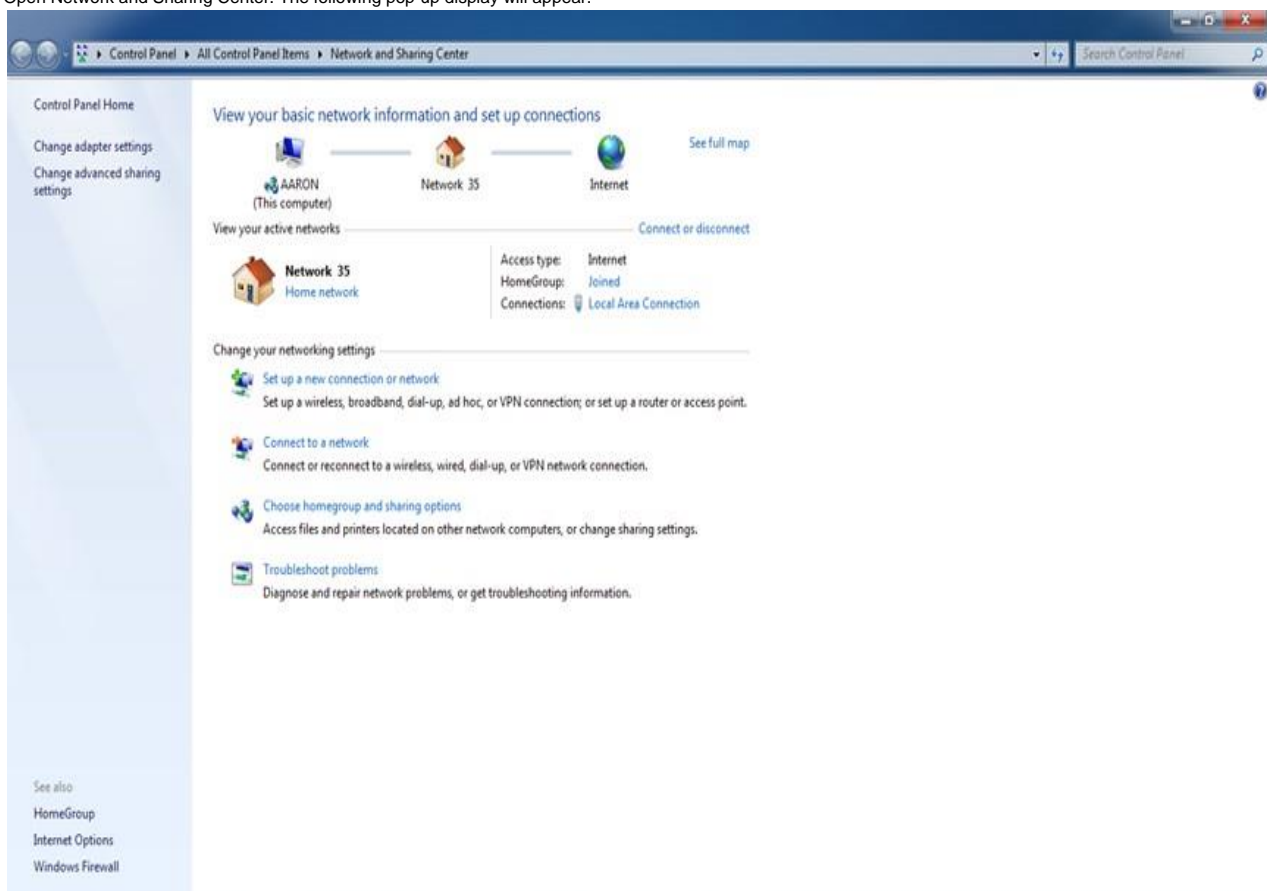 Open Network and Sharing Center. The following pop-up display will appear.
Control Panel ▸ All Control Panel Items ▸ Network and Sharing Center
Search Control Panel
Control Panel Home
Change adapter settings
Change advanced sharing
settings
View your basic network information and set up connections
See full map
AARON
(This computer)
Network 35
Internet
View your active networks
Connect or disconnect
Network 35
Home network
Access type: Internet
HomeGroup: Joined
Connections: Local Area Connection
Change your networking settings
Set up a new connection or network
Set up a wireless, broadband, dial-up, ad hoc, or VPN connection; or set up a router or access point.
Connect to a network
Connect or reconnect to a wireless, wired, dial-up, or VPN network connection.
Choose homegroup and sharing options
Access files and printers located on other network computers, or change sharing settings.
Troubleshoot problems
Diagnose and repair network problems, or get troubleshooting information.
See also
HomeGroup
Internet Options
Windows Firewall